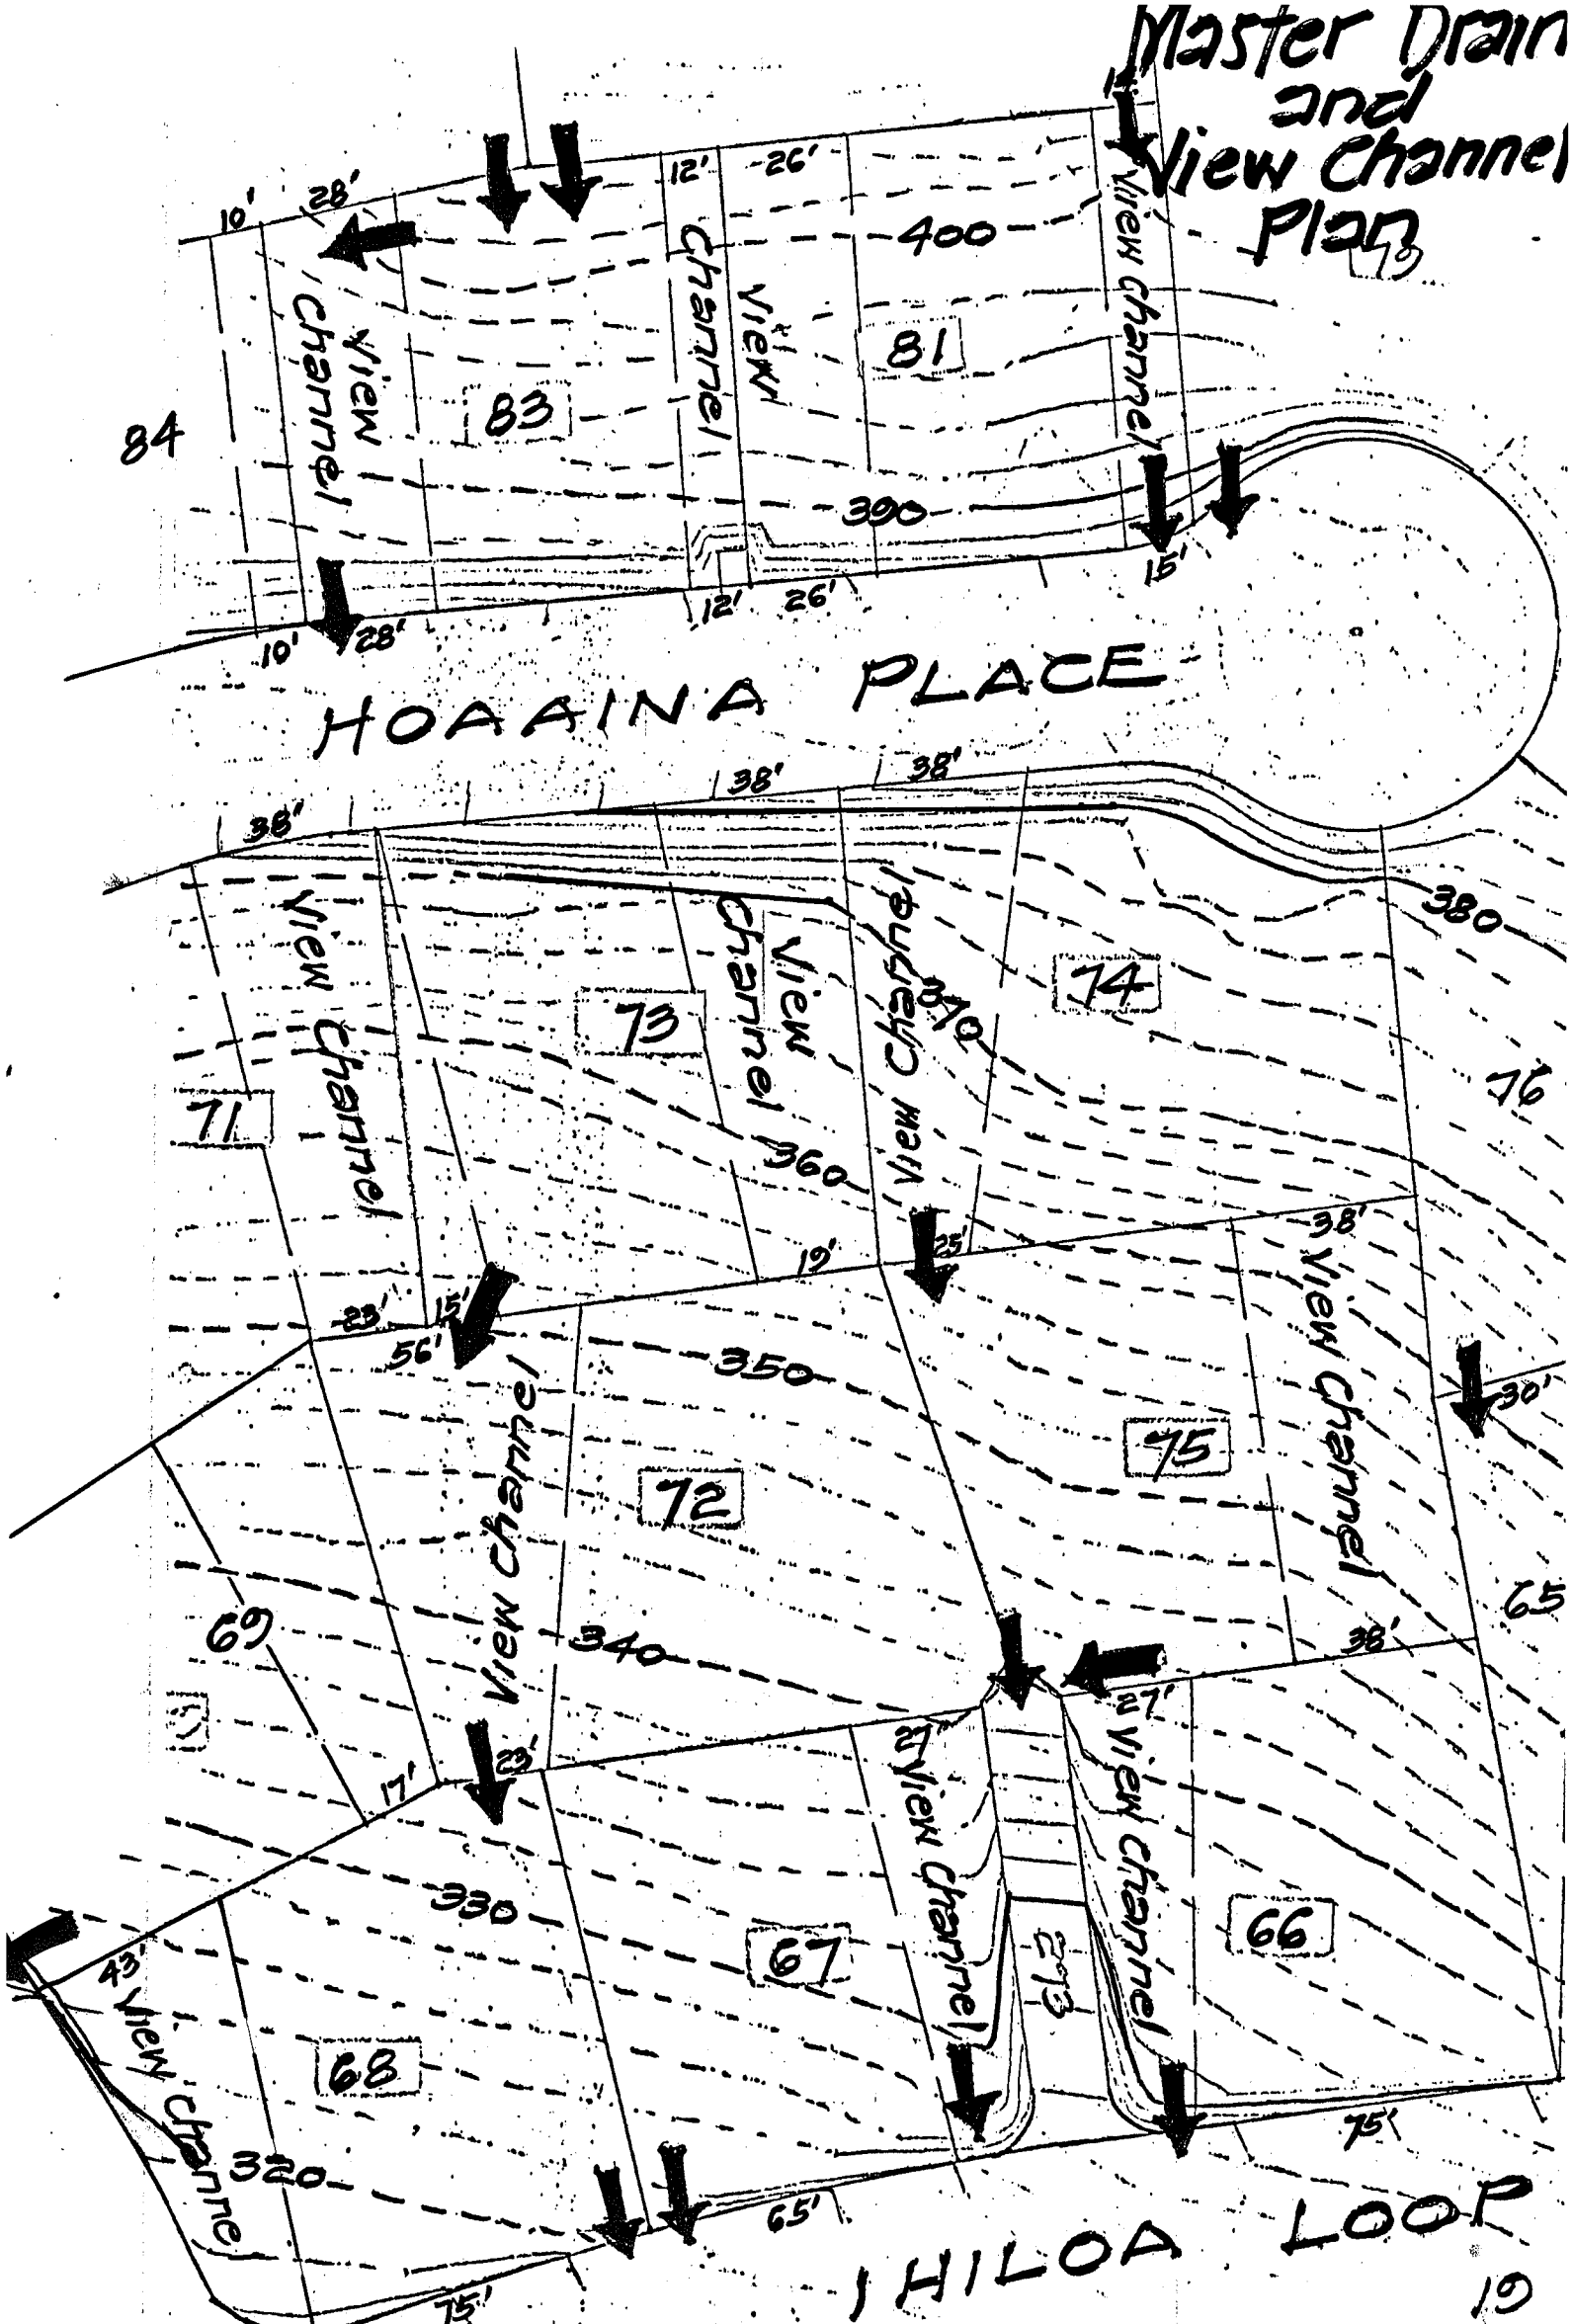 Master Drain
and
View Channel
Plan
10'
28'
12'
26'
400
View
Channel
Channel
View
View Channel
81
83
84
390
15'
12'
26'
10'
28'
HOAAINA PLACE
38'
38'
38'
380
View Channel
View
Channel
View Channel
370
74
73
76
71
360
38'
25'
19'
23'
15'
56'
View Channel
350
View Channel
30'
75
72
65
69
340
38'
27'
27'
23'
17'
View Channel
View Channel
330
66
67
293
43'
View Channel
68
75'
320
65'
IHILOA LOOP
75'
19